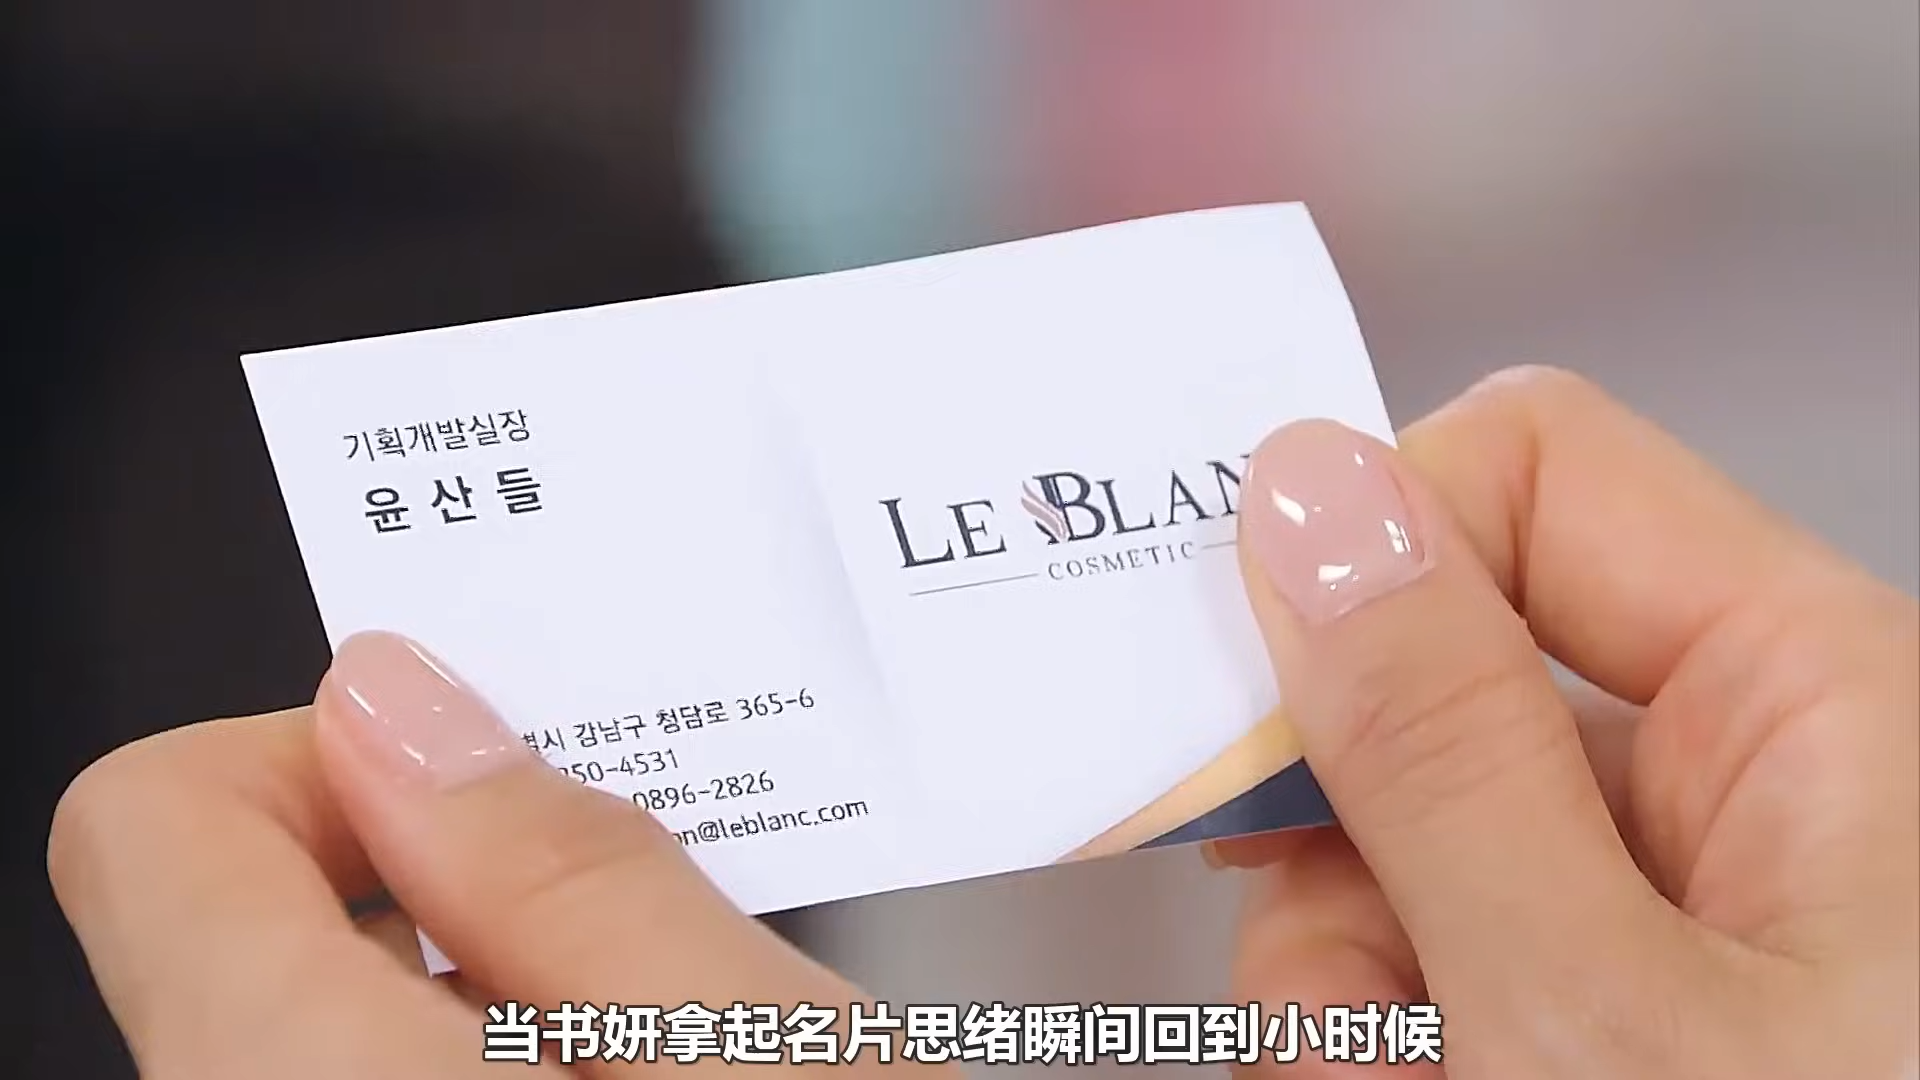 기획개발실장
윤산들
LE BLAN
COSMETIC
시 강남구 청담로 365-6
50-4531
0896-2826
n@leblanc.com
当书妍拿起名片思绪瞬间回到小时候